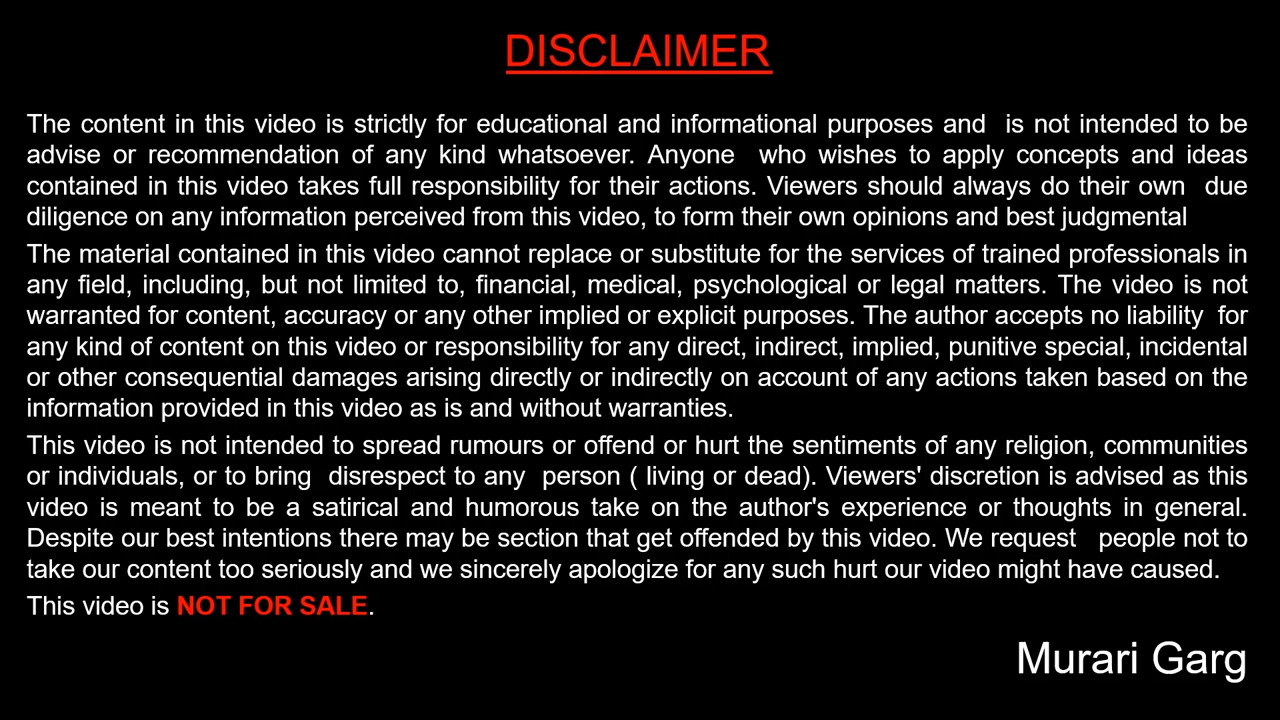 DISCLAIMER
The content in this video is strictly for educational and informational purposes and is not intended to be
advise or recommendation of any kind whatsoever. Anyone who wishes to apply concepts and ideas
contained in this video takes full responsibility for their actions. Viewers should always do their own due
diligence on any information perceived from this video, to form their own opinions and best judgmental
The material contained in this video cannot replace or substitute for the services of trained professionals in
any field, including, but not limited to, financial, medical, psychological or legal matters. The video is not
warranted for content, accuracy or any other implied or explicit purposes. The author accepts no liability for
any kind of content on this video or responsibility for any direct, indirect, implied, punitive special, incidental
or other consequential damages arising directly or indirectly on account of any actions taken based on the
information provided in this video as is and without warranties.
This video is not intended to spread rumours or offend or hurt the sentiments of any religion, communities
or individuals, or to bring disrespect to any person ( living or dead). Viewers' discretion is advised as this
video is meant to be a satirical and humorous take on the author's experience or thoughts in general.
Despite our best intentions there may be section that get offended by this video. We request people not to
take our content too seriously and we sincerely apologize for any such hurt our video might have caused.
This video is NOT FOR SALE.
Murari Garg